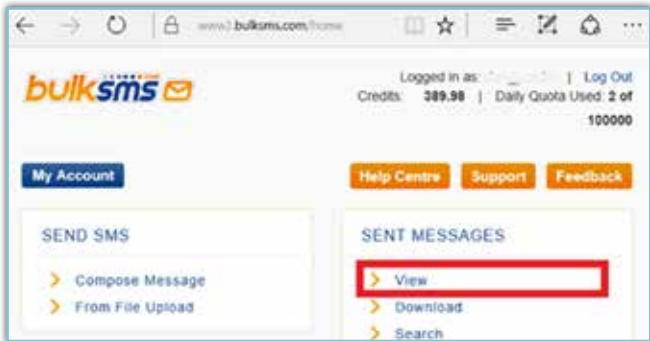 www2.bulksms.com/home
bulksms
Logged in as: | Log Out
Credits: 389.98 | Daily Quota Used: 2 of
100000
My Account
Help Centre Support Feedback
SEND SMS
Compose Message
From File Upload
SENT MESSAGES
View
Download
Search